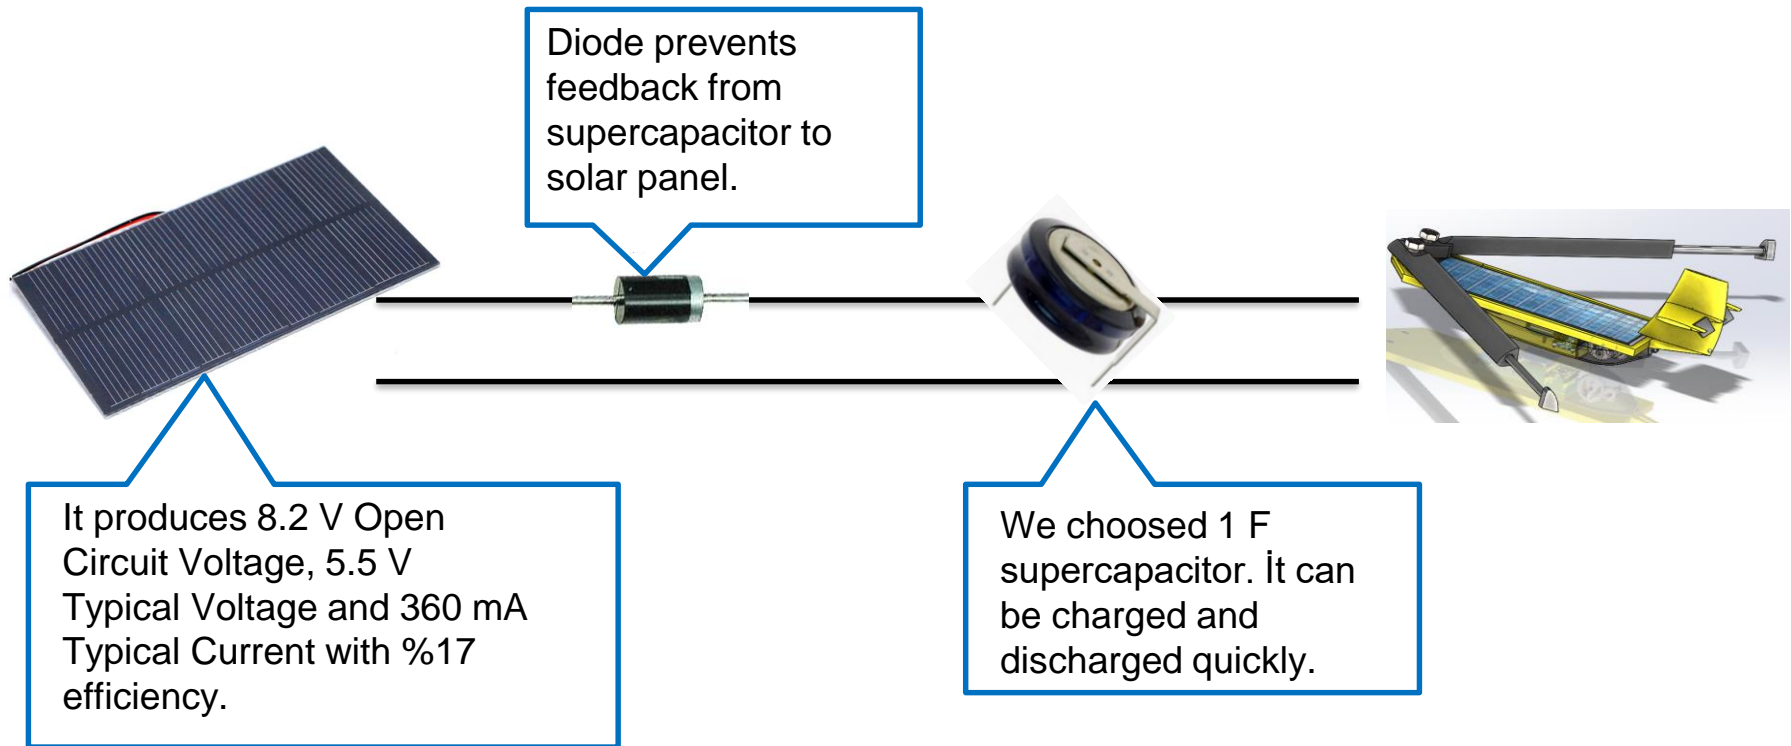 Diode prevents
feedback from
supercapacitor to
solar panel.
It produces 8.2 V Open
Circuit Voltage, 5.5 V
Typical Voltage and 360 mA
Typical Current with %17
efficiency.
We choosed 1 F
supercapacitor. İt can
be charged and
discharged quickly.